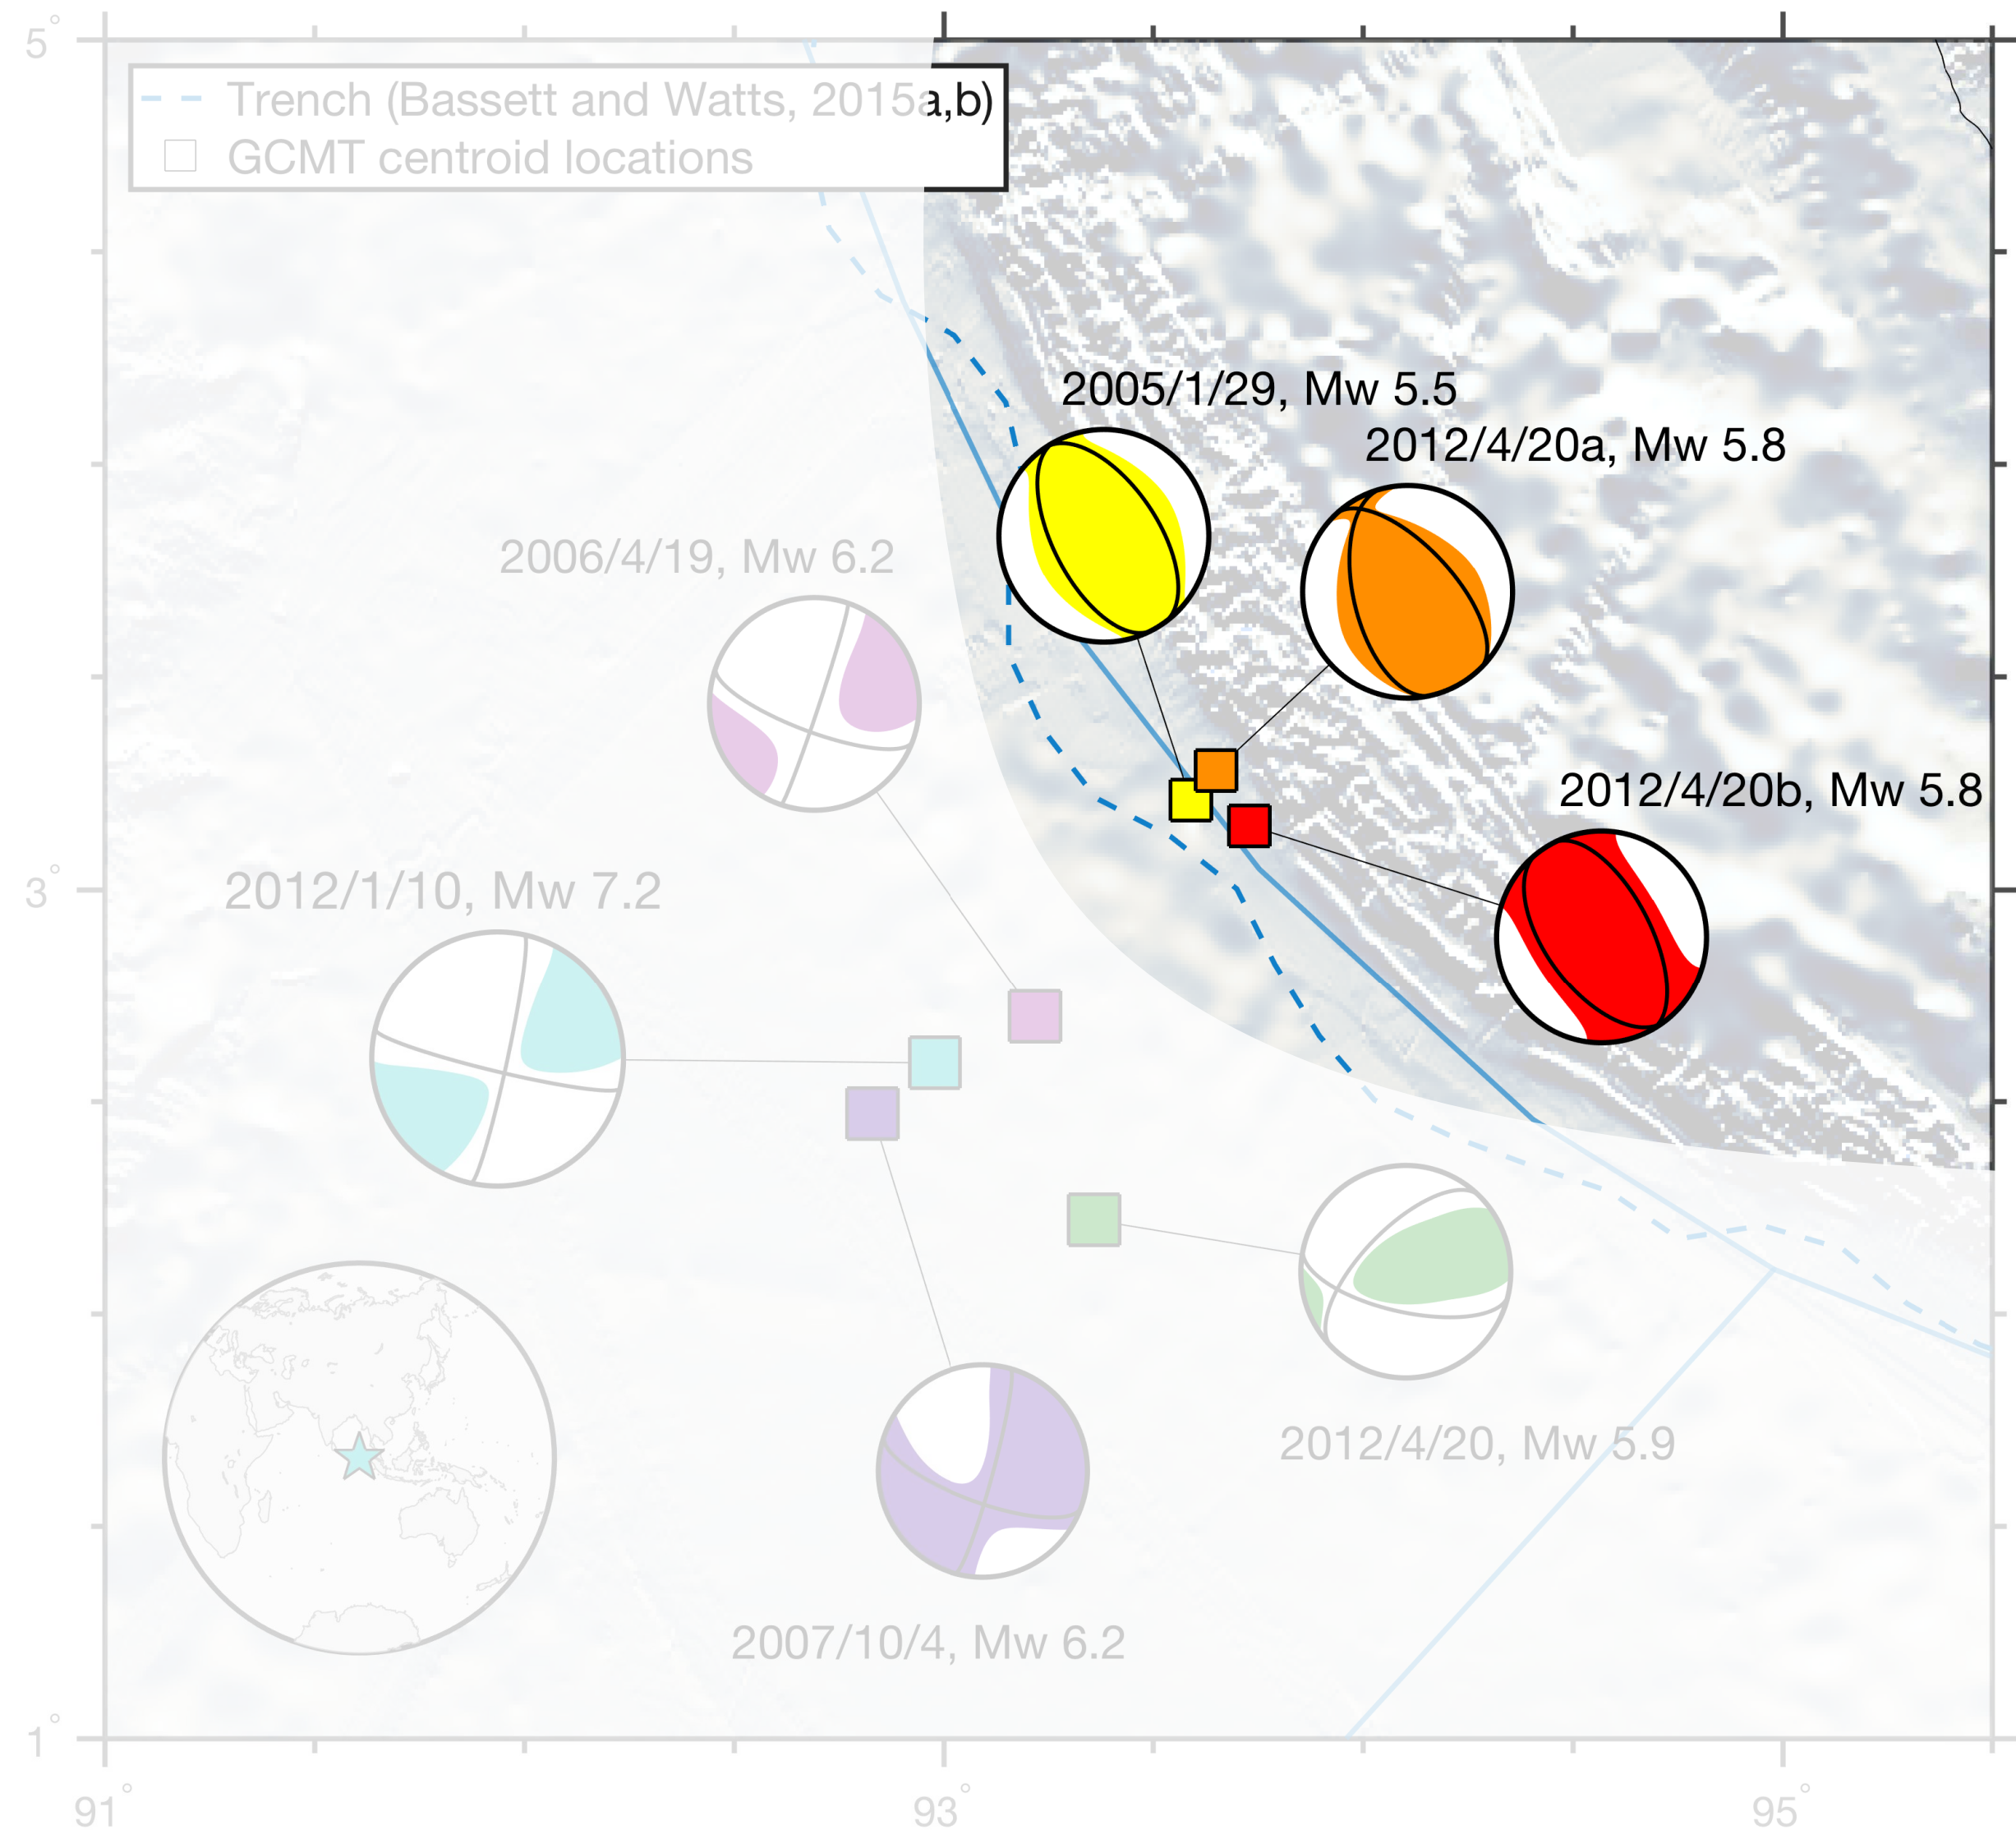 5°
Trench (Bassett and Watts, 2015a,b)
GCMT centroid locations
2005/1/29, Mw 5.5
2012/4/20a, Mw 5.8
2006/4/19, Mw 6.2
2012/4/20b, Mw 5.8
3°
2012/1/10, Mw 7.2
2012/4/20, Mw 5.9
2007/10/4, Mw 6.2
1°
91° 93° 95°